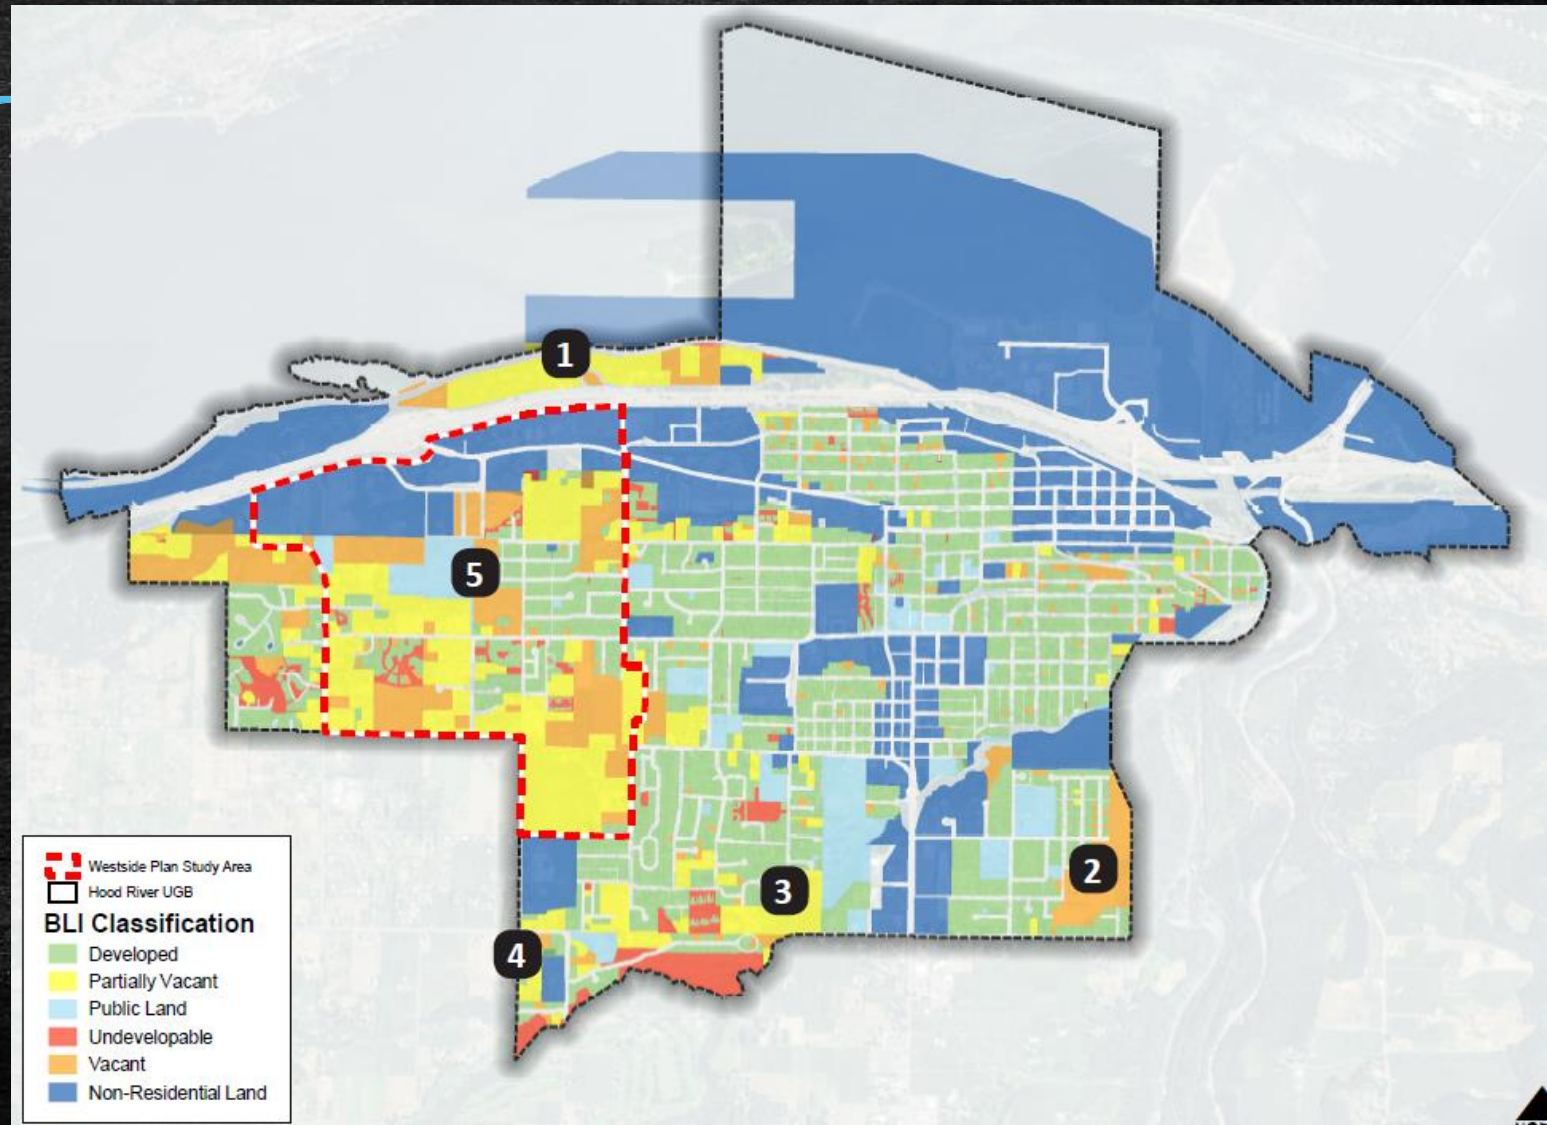 1
5
2
3
4
Westside Plan Study Area
Hood River UGB
BLI Classification
Developed
Partially Vacant
Public Land
Undevelopable
Vacant
Non-Residential Land